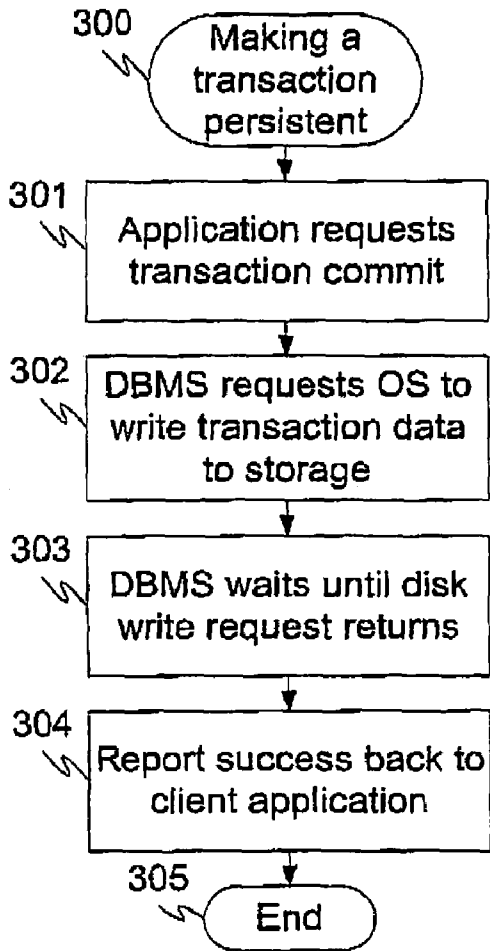 300
Making a
transaction
persistent
301
Application requests
transaction commit
302
DBMS requests OS to
write transaction data
to storage
303
DBMS waits until disk
write request returns
304
Report success back to
client application
305
End